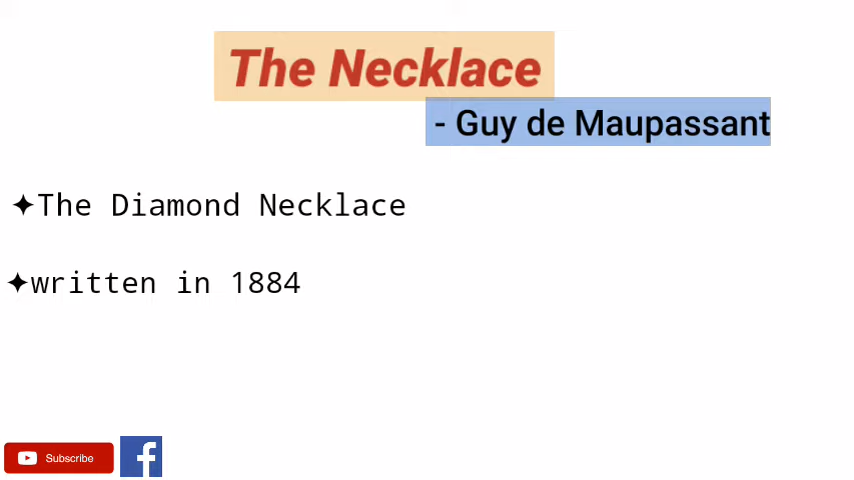 The Necklace
- Guy de Maupassant
✦The Diamond Necklace
✦written in 1884
Subscribe